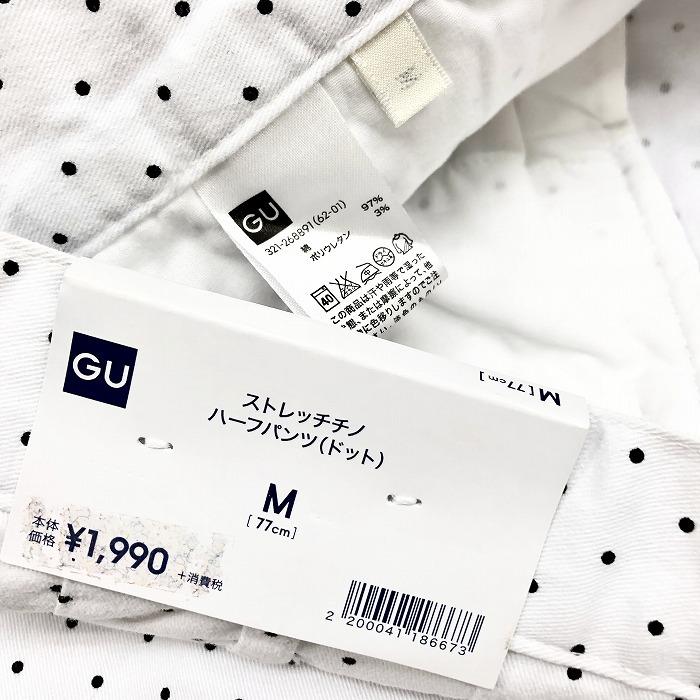 GU
321-268891(62-01)
綿 97%
ポリウレタン 3%
40
この商品は汗や雨等で湿った
態、または摩擦によって、他
に色移りしますのでご注
GU
M [77cm]
ストレッチチノ
ハーフパンツ(ドット)
M
[77cm]
本体
価格 ¥1,990 +消費税
2 200041 186673